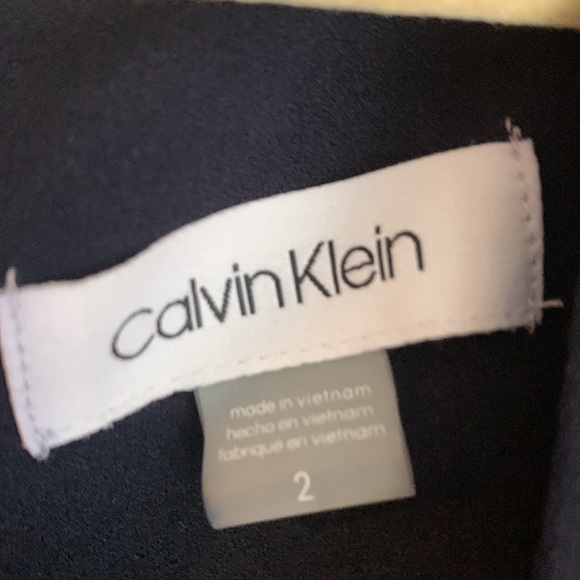 Calvin Klein
made in vietnam
hecho en vietnam
fabriqué en vietnam
2